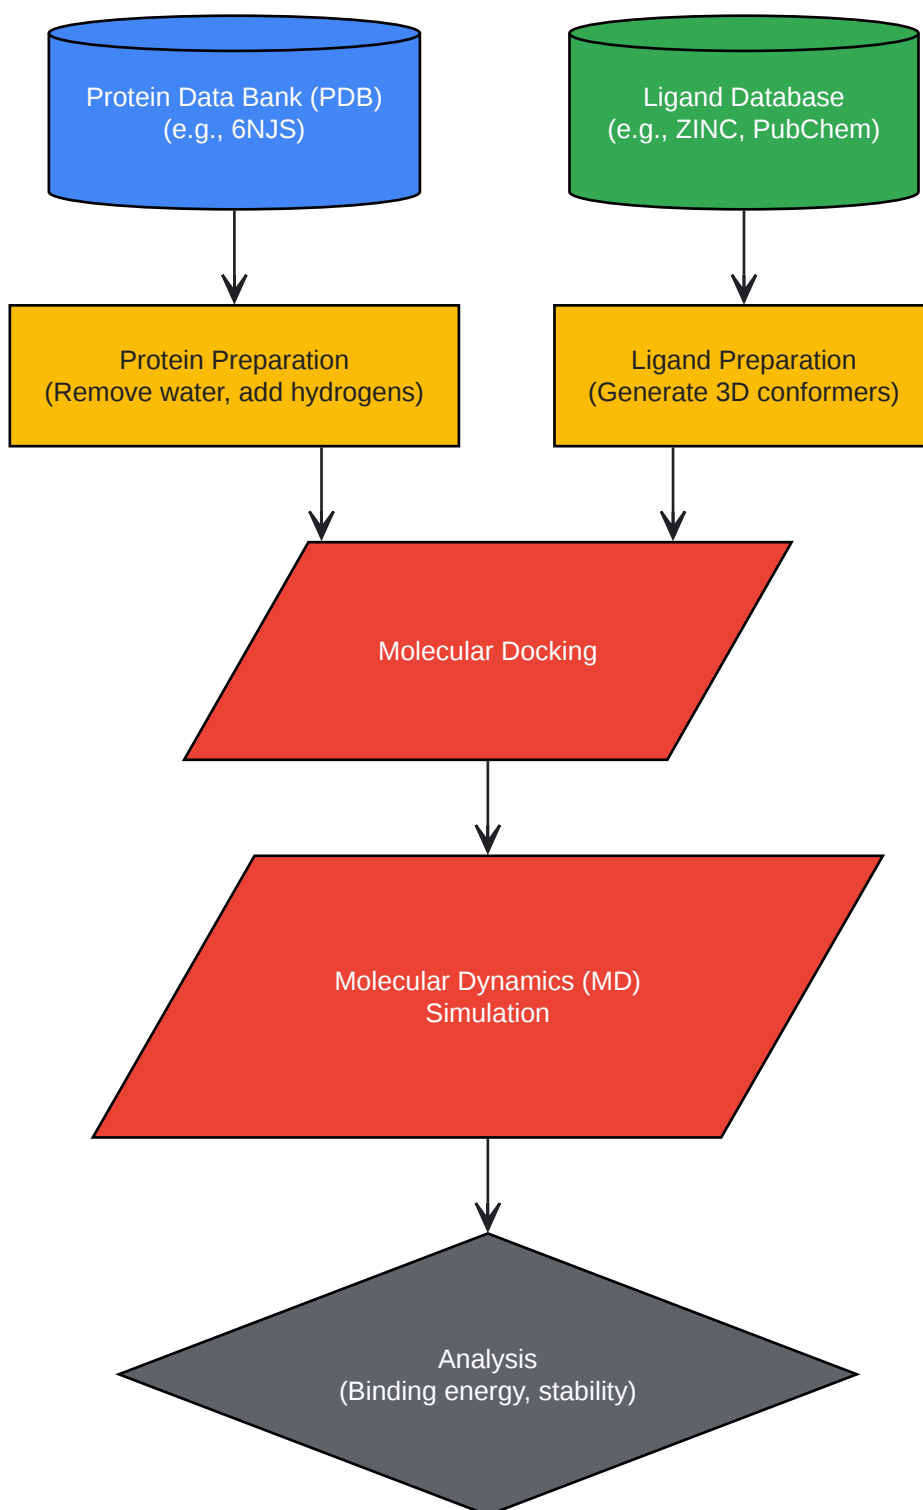 Protein Data Bank (PDB)
(e.g., 6NJS)
Ligand Database
(e.g., ZINC, PubChem)
Protein Preparation
(Remove water, add hydrogens)
Ligand Preparation
(Generate 3D conformers)
Molecular Docking
Molecular Dynamics (MD)
Simulation
Analysis
(Binding energy, stability)